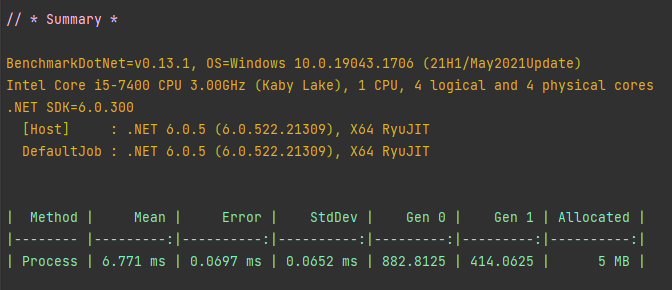 // * Summary *
BenchmarkDotNet=v0.13.1, OS=Windows 10.0.19043.1706 (21H1/May2021Update)
Intel Core i5-7400 CPU 3.00GHz (Kaby Lake), 1 CPU, 4 logical and 4 physical cores
.NET SDK=6.0.300
  [Host]     : .NET 6.0.5 (6.0.522.21309), X64 RyuJIT
  DefaultJob : .NET 6.0.5 (6.0.522.21309), X64 RyuJIT
|  Method |     Mean |     Error |    StdDev |    Gen 0 |    Gen 1 | Allocated |
|-------- |---------:|----------:|----------:|---------:|---------:|----------:|
| Process | 6.771 ms | 0.0697 ms | 0.0652 ms | 882.8125 | 414.0625 |      5 MB |